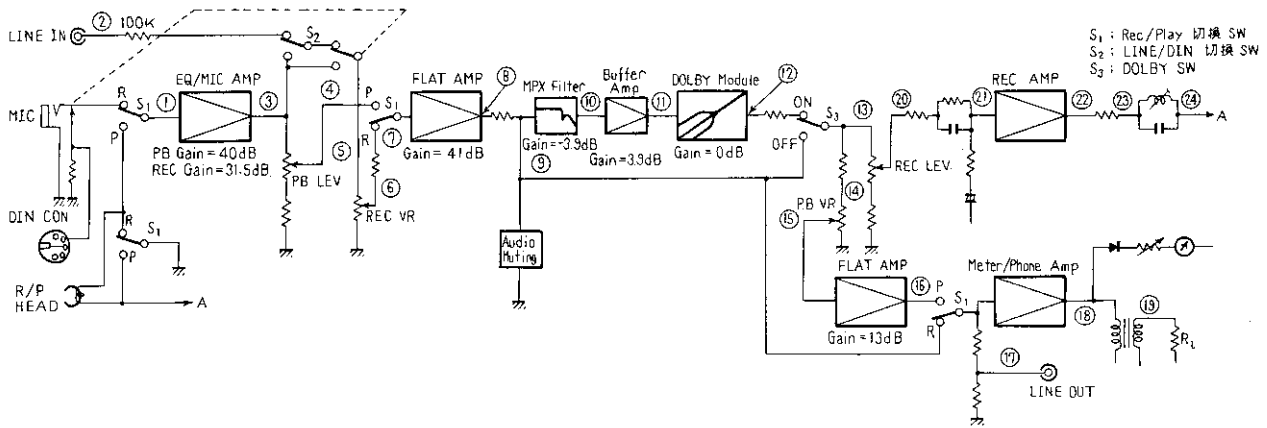 LINE IN
②
100K
S₂
S₁ ; Rec/Play 切換 SW
S₂ ; LINE/DIN 切換 SW
S₃ ; DOLBY SW
MIC
R
S₁
P
①
EQ/MIC AMP
PB Gain = 40dB
REC Gain = 31.5dB
③
④
⑤
PB LEV
P
S₁
R
⑦
⑥
REC VR
FLAT AMP
Gain = 41dB
⑧
MPX Filter
Gain = -3.9dB
⑨
⑩
Buffer
Amp
Gain = 3.9dB
⑪
DOLBY Module
Gain = 0dB
⑫
ON
S₃
OFF
⑬
⑭
REC LEV.
⑳
㉑
REC AMP
㉒
㉓
㉔
A
DIN CON
R
S₁
P
R/P
HEAD
A
Audio
Muting
⑮
P.B VR
FLAT AMP
Gain = 13dB
⑯
P
S₁
R
Meter/Phone Amp
⑱
⑲
Rₗ
⑰
LINE OUT